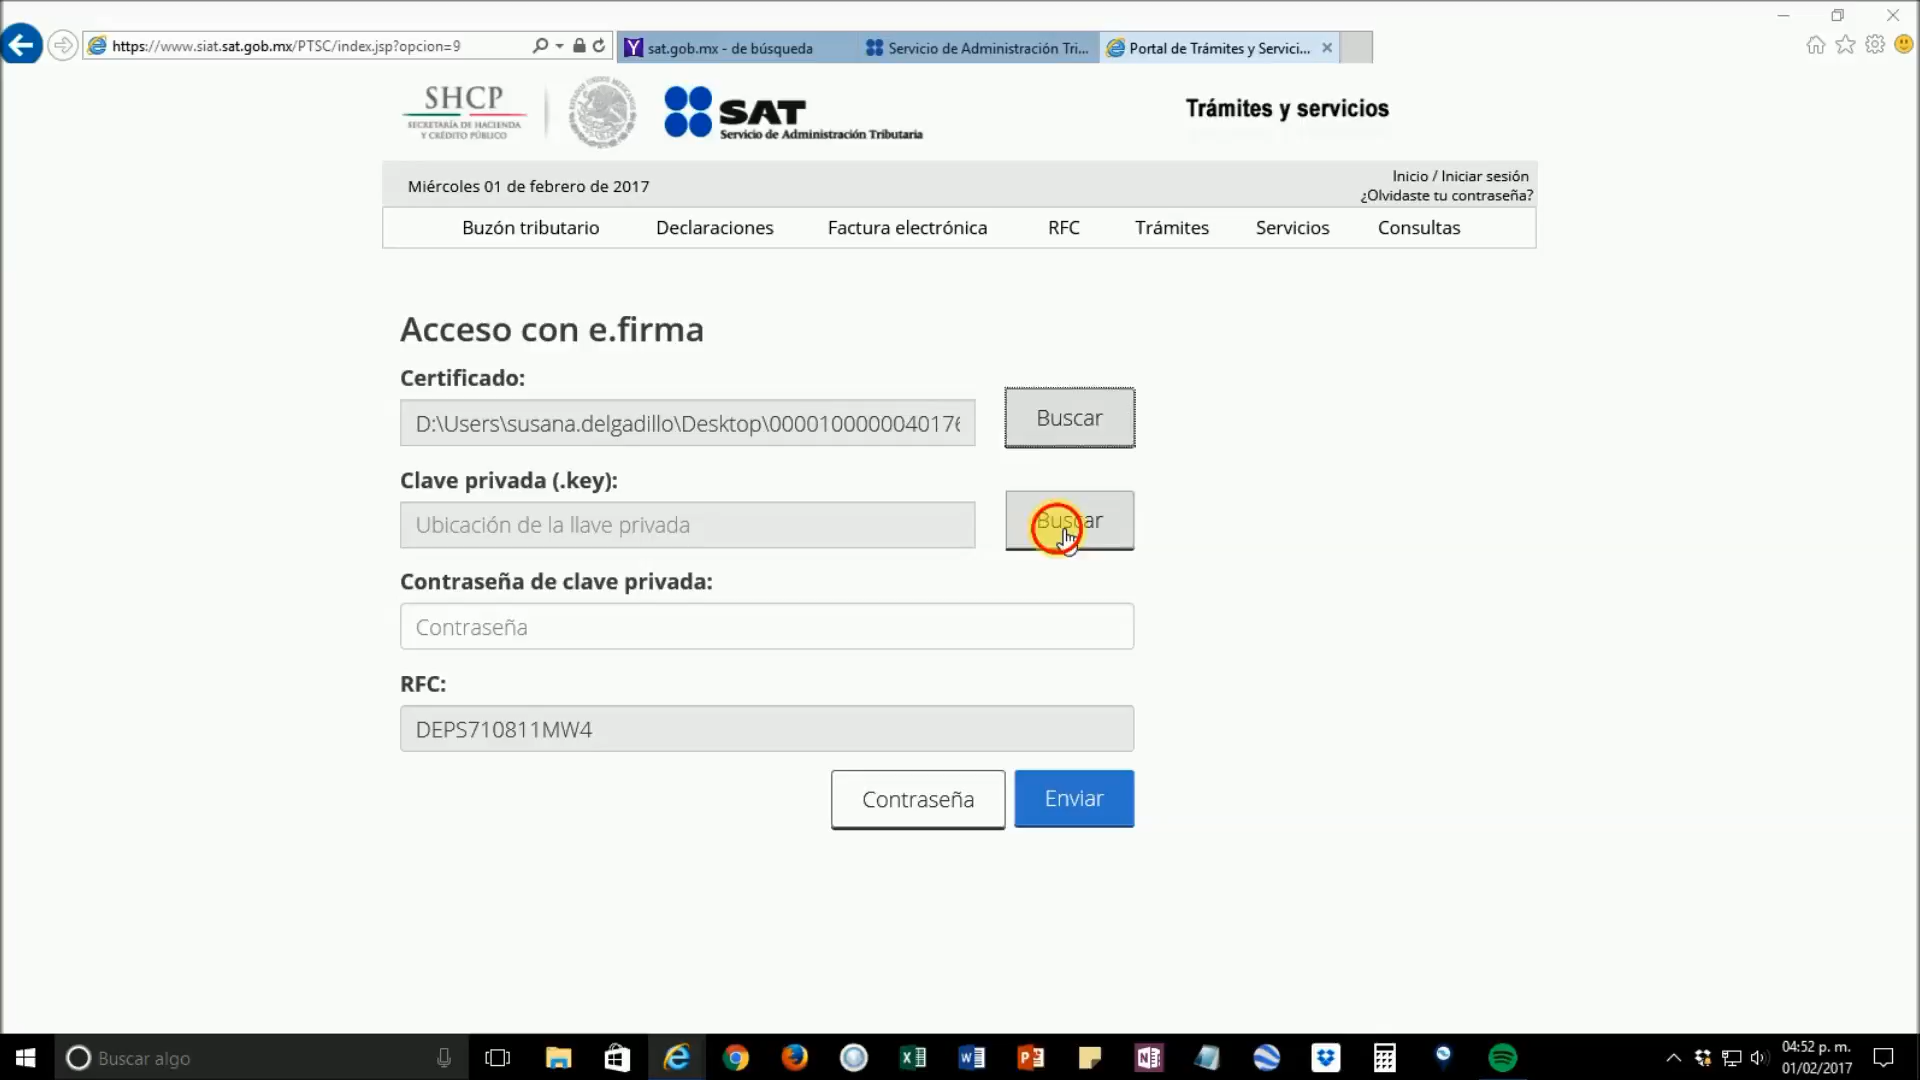 https://www.siat.sat.gob.mx/PTSC/index.jsp?opcion=9
sat.gob.mx - de búsqueda
Servicio de Administración Tri...
Portal de Trámites y Servici...
SHCP
SECRETARÍA DE HACIENDA
Y CRÉDITO PÚBLICO
SAT
Servicio de Administración Tributaria
Trámites y servicios
Miércoles 01 de febrero de 2017
Inicio / Iniciar sesión
¿Olvidaste tu contraseña?
Buzón tributario
Declaraciones
Factura electrónica
RFC
Trámites
Servicios
Consultas
Acceso con e.firma
Certificado:
D:\Users\susana.delgadillo\Desktop\0000100000040176
Buscar
Clave privada (.key):
Ubicación de la llave privada
Buscar
Contraseña de clave privada:
Contraseña
RFC:
DEPS710811MW4
Contraseña
Enviar
Buscar algo
04:52 p. m.
01/02/2017